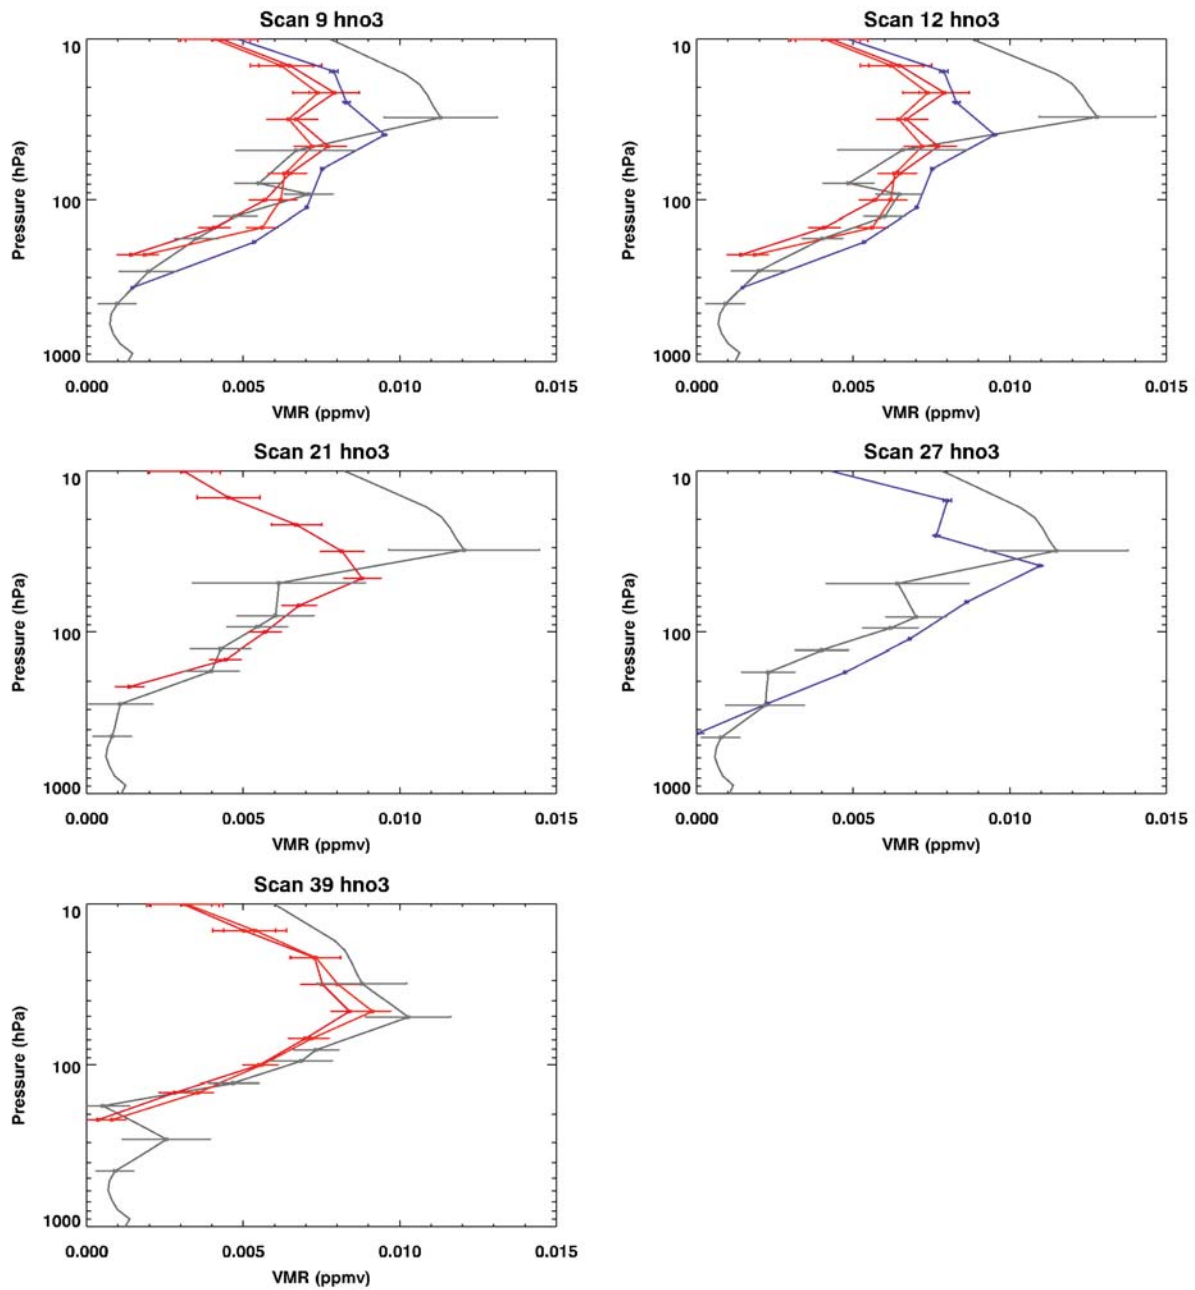 Scan 9 hno3
10
100
1000
Pressure (hPa)
0.000 0.005 0.010 0.015
VMR (ppmv)
Scan 12 hno3
10
100
1000
Pressure (hPa)
0.000 0.005 0.010 0.015
VMR (ppmv)
Scan 21 hno3
10
100
1000
Pressure (hPa)
0.000 0.005 0.010 0.015
VMR (ppmv)
Scan 27 hno3
10
100
1000
Pressure (hPa)
0.000 0.005 0.010 0.015
VMR (ppmv)
Scan 39 hno3
10
100
1000
Pressure (hPa)
0.000 0.005 0.010 0.015
VMR (ppmv)